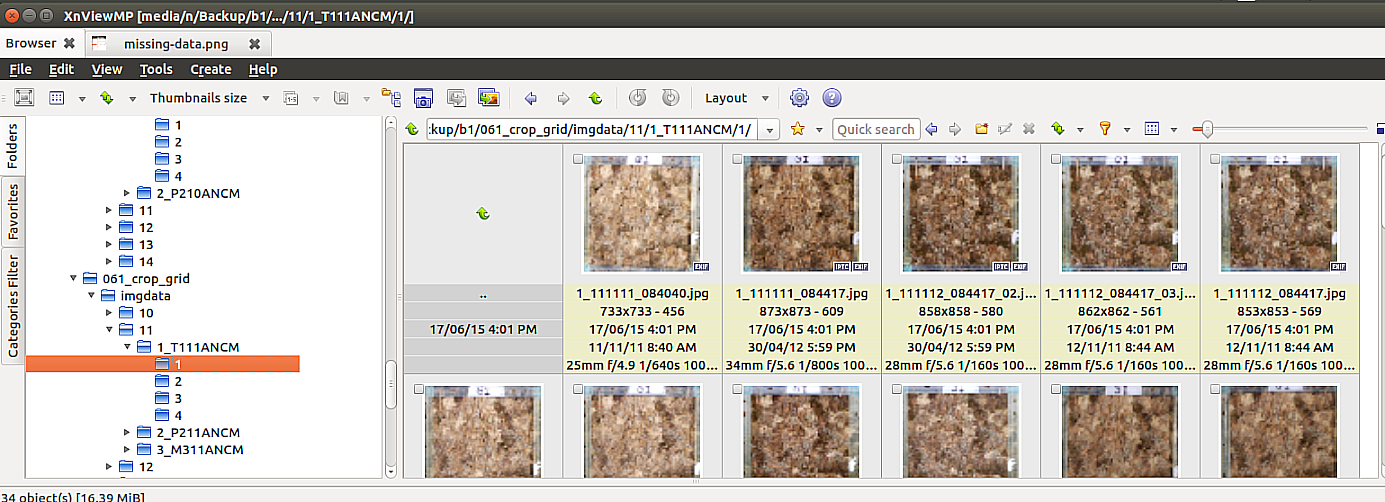 XnViewMP [media/n/Backup/b1/.../11/1_T111ANCM/1/]
Browser missing-data.png
File Edit View Tools Create Help
Thumbnails size Layout
Folders
Favorites
Categories Filter
1
2
3
4
2_P210ANCM
11
12
13
14
061_crop_grid
imgdata
10
11
1_T111ANCM
1
2
3
4
2_P211ANCM
3_M311ANCM
12
kup/b1/061_crop_grid/imgdata/11/1_T111ANCM/1/ Quick search
EXIF IPTC EXIF IPTC EXIF EXIF EXIF
.. 1_111111_084040.jpg 1_111111_084417.jpg 1_111112_084417_02.j... 1_111112_084417_03.j... 1_111112_084417.jpg
733x733 - 456 873x873 - 609 858x858 - 580 862x862 - 561 853x853 - 569
17/06/15 4:01 PM 17/06/15 4:01 PM 17/06/15 4:01 PM 17/06/15 4:01 PM 17/06/15 4:01 PM 17/06/15 4:01 PM
11/11/11 8:40 AM 30/04/12 5:59 PM 30/04/12 5:59 PM 12/11/11 8:44 AM 12/11/11 8:44 AM
25mm f/4.9 1/640s 100... 34mm f/5.6 1/800s 100... 28mm f/5.6 1/160s 100... 28mm f/5.6 1/160s 100... 28mm f/5.6 1/160s 100...
34 object(s) [16.39 MiB]